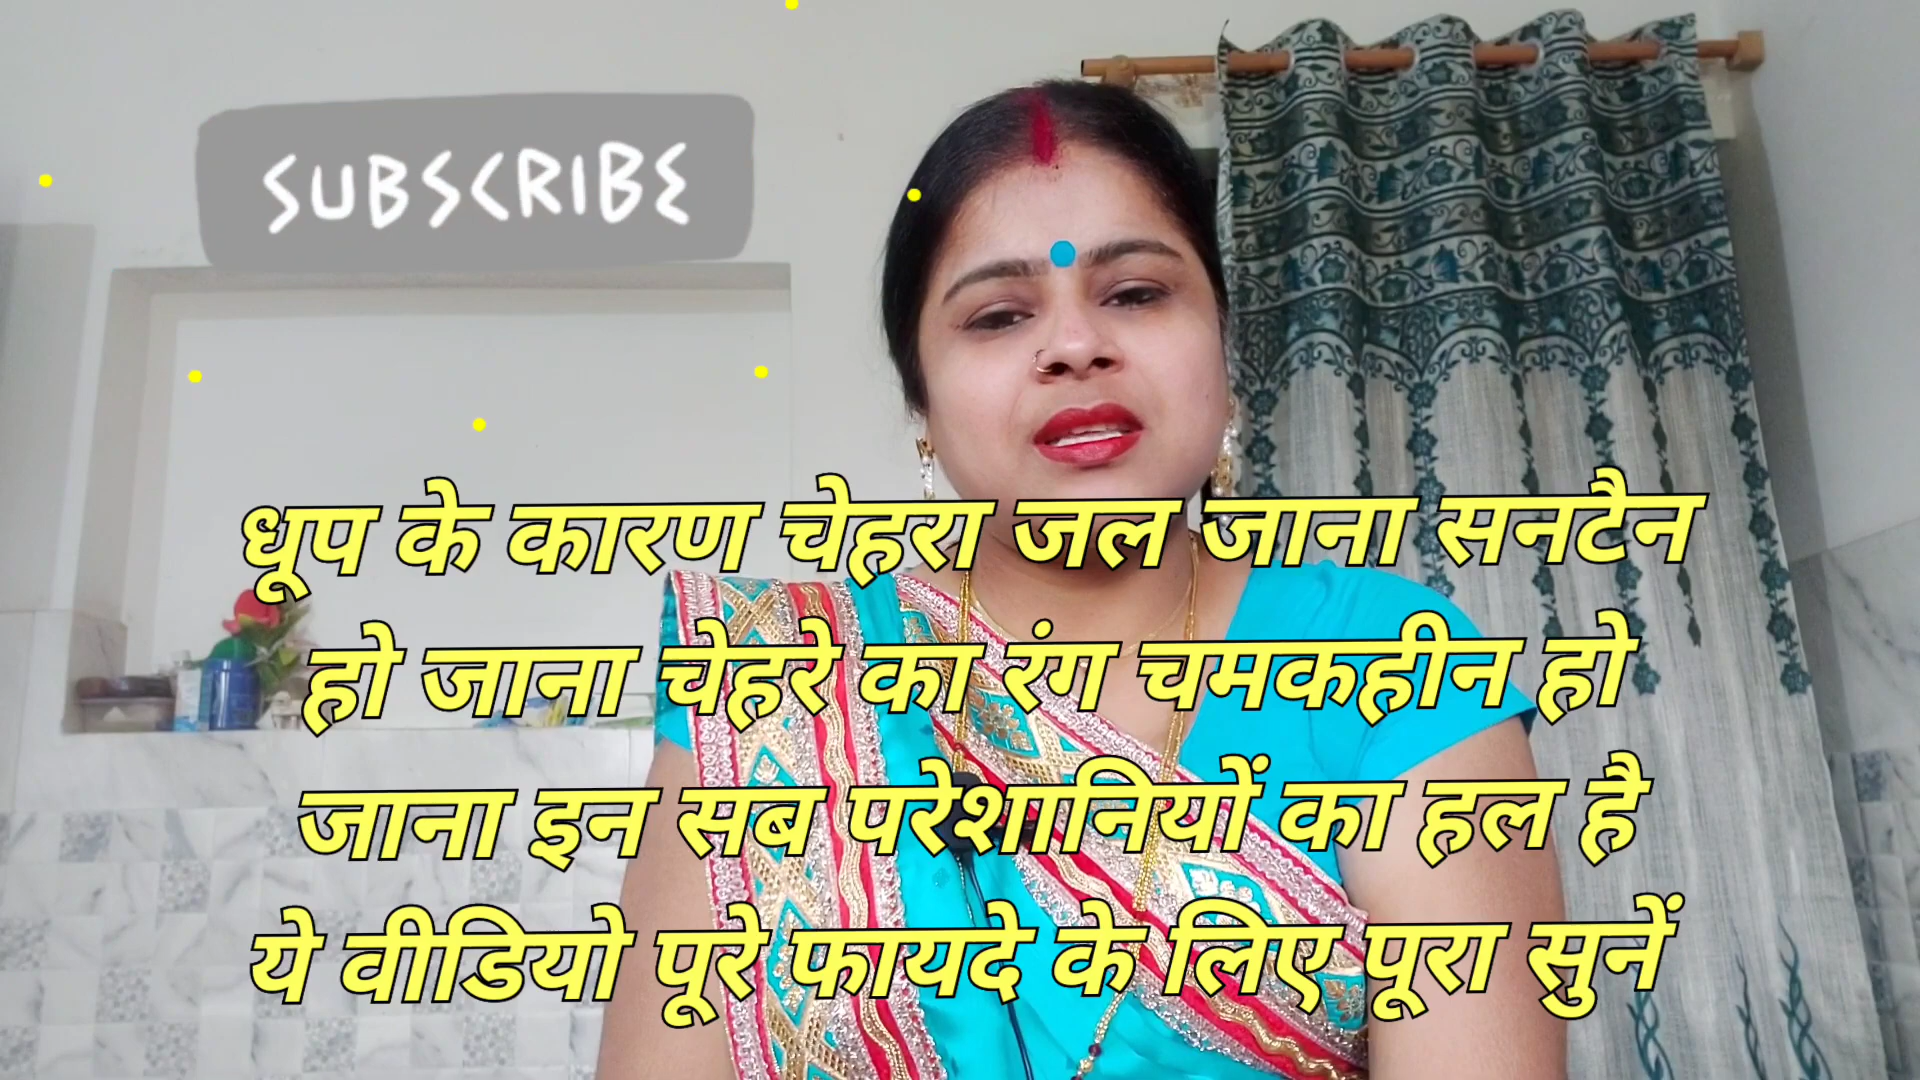 SUBSCRIBE
धूप के कारण चेहरा जल जाना सनटैन
हो जाना चेहरे का रंग चमकहीन हो
जाना इन सब परेशानियों का हल है
ये वीडियो पूरे फायदे के लिए पूरा सुनें